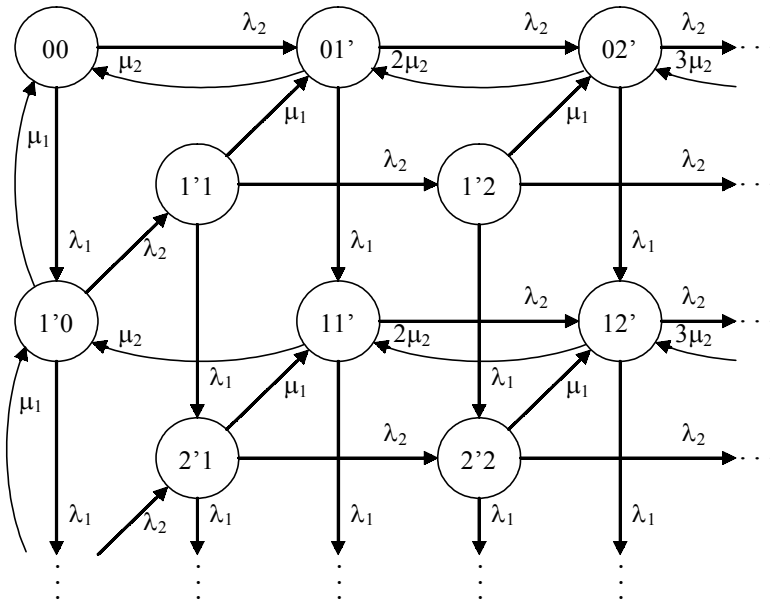 λ₂ λ₂ λ₂
00 01' 02' . .
μ₂ 2μ₂ 3μ₂
μ₁ μ₁ μ₁
λ₂ λ₂
1'1 1'2 . .
λ₁ λ₂ λ₁ λ₁
λ₂ λ₂
1'0 11' 12' . .
μ₂ 2μ₂ 3μ₂
λ₁ λ₁
μ₁ μ₁ μ₁
λ₂ λ₂
2'1 2'2 . .
λ₁ λ₂ λ₁ λ₁ λ₁ λ₁